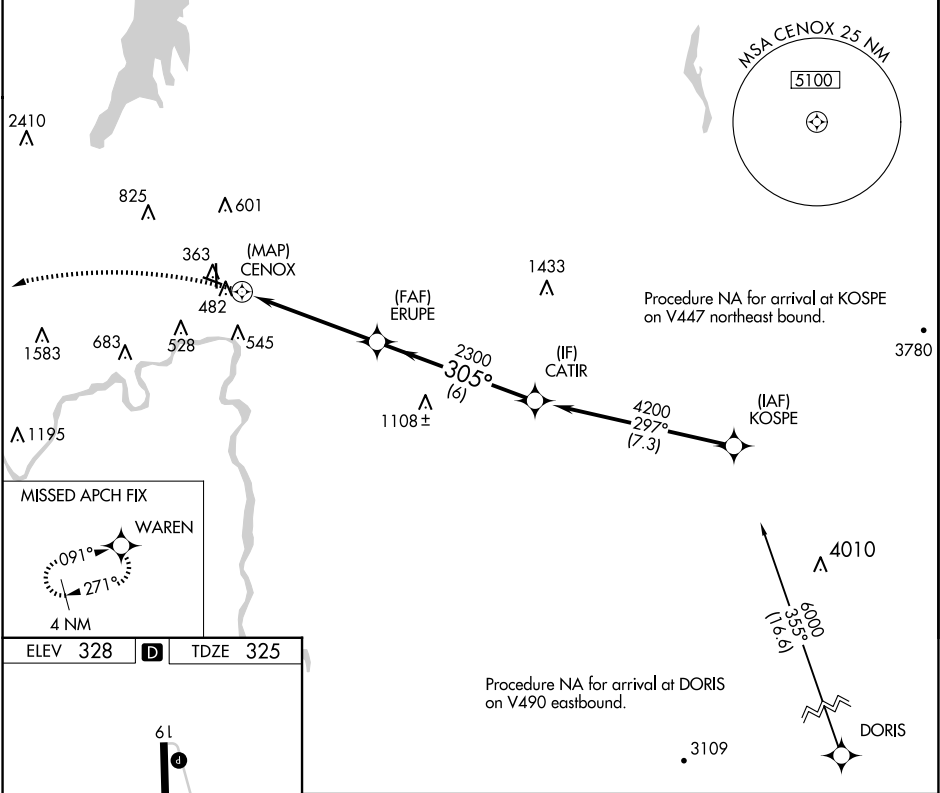 MSA CENOX 25 NM
5100
2410
825
601
363
(MAP)
CENOX
482
1433
(FAF)
ERUPE
Procedure NA for arrival at KOSPE
on V447 northeast bound.
3780
1583
683
528
545
2300
305°
(6)
(IF)
CATIR
1108 ±
4200
297°
(7.3)
(IAF)
KOSPE
1195
MISSED APCH FIX
WAREN
091°
271°
4 NM
4010
6000
355°
(16.6)
ELEV 328 D TDZE 325
Procedure NA for arrival at DORIS
on V490 eastbound.
DORIS
3109
19
P